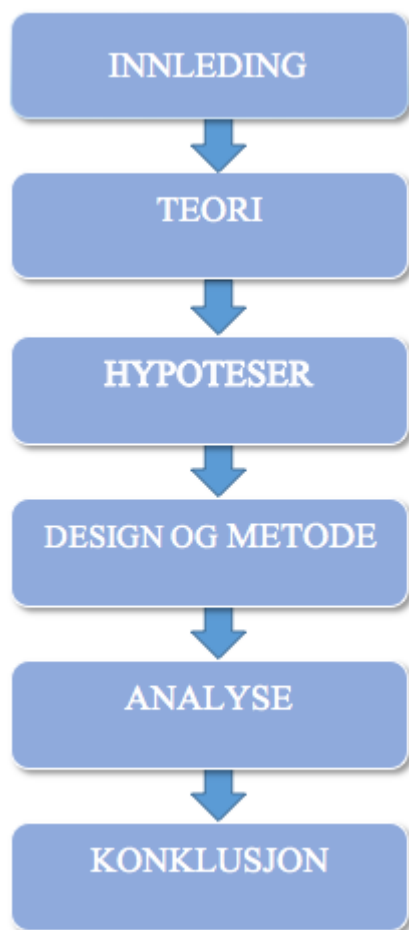 INNLEDING
TEORI
HYPOTESER
DESIGN OG METODE
ANALYSE
KONKLUSJON